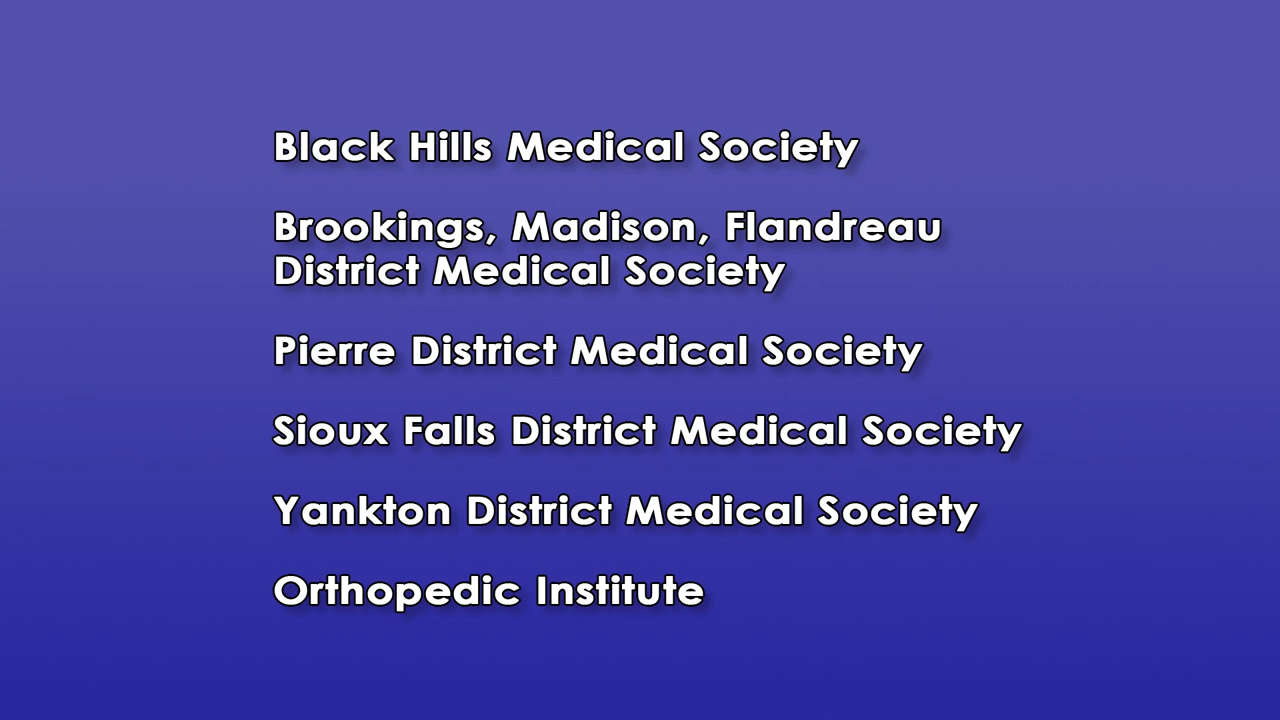 Black Hills Medical Society
Brookings, Madison, Flandreau
District Medical Society
Pierre District Medical Society
Sioux Falls District Medical Society
Yankton District Medical Society
Orthopedic Institute